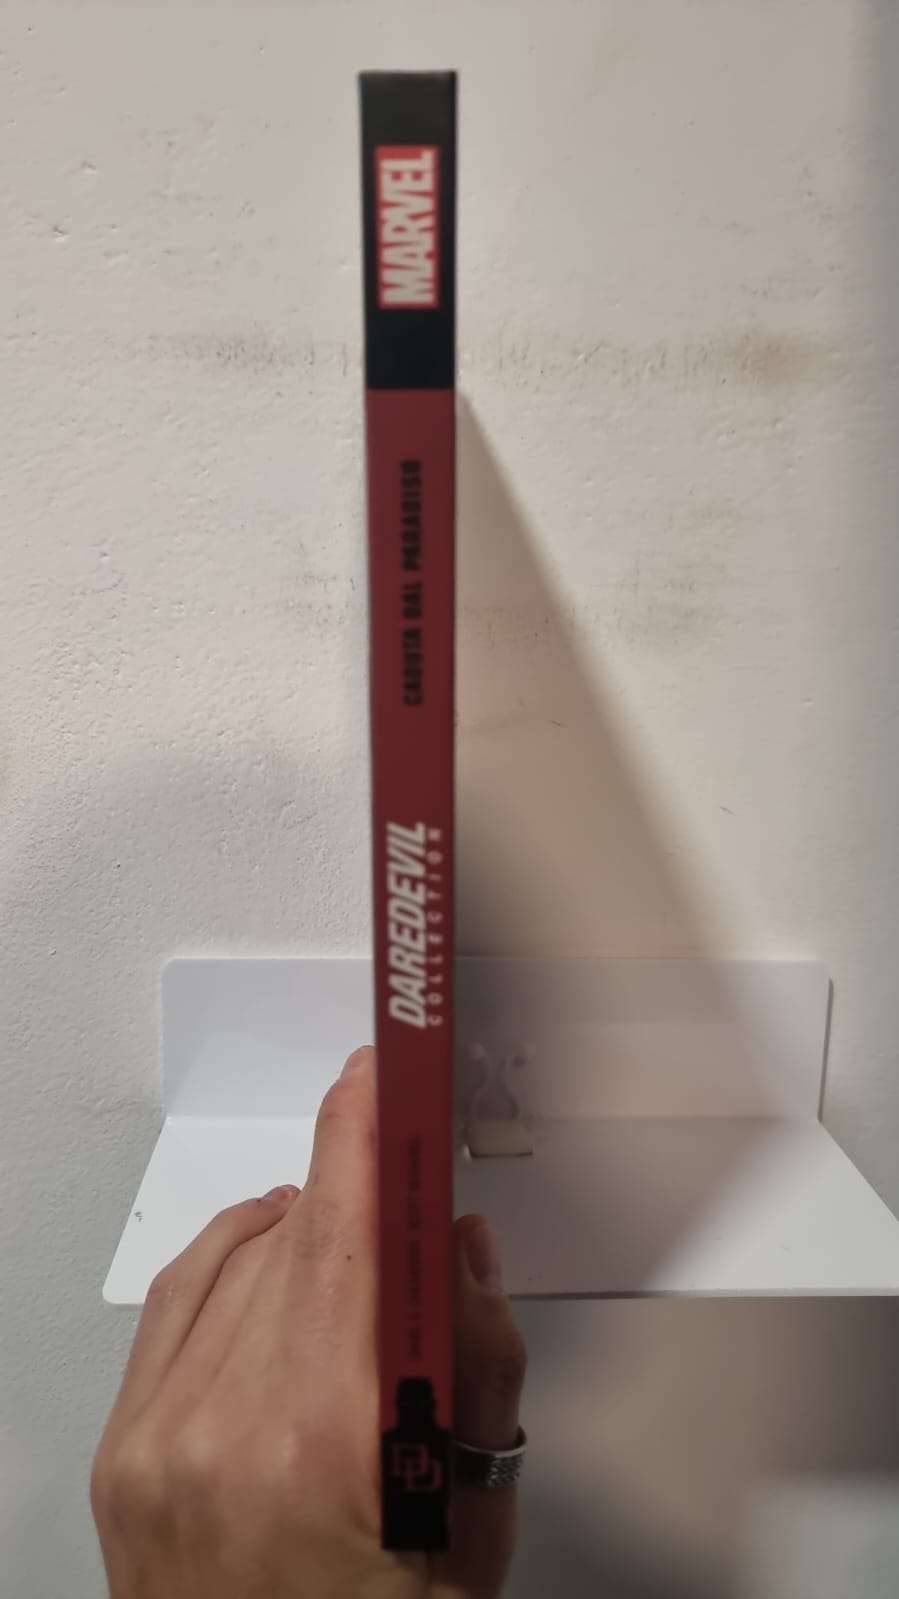 MARVEL
CADUTA DAL PARADISO
DAREDEVIL
COLLECTION